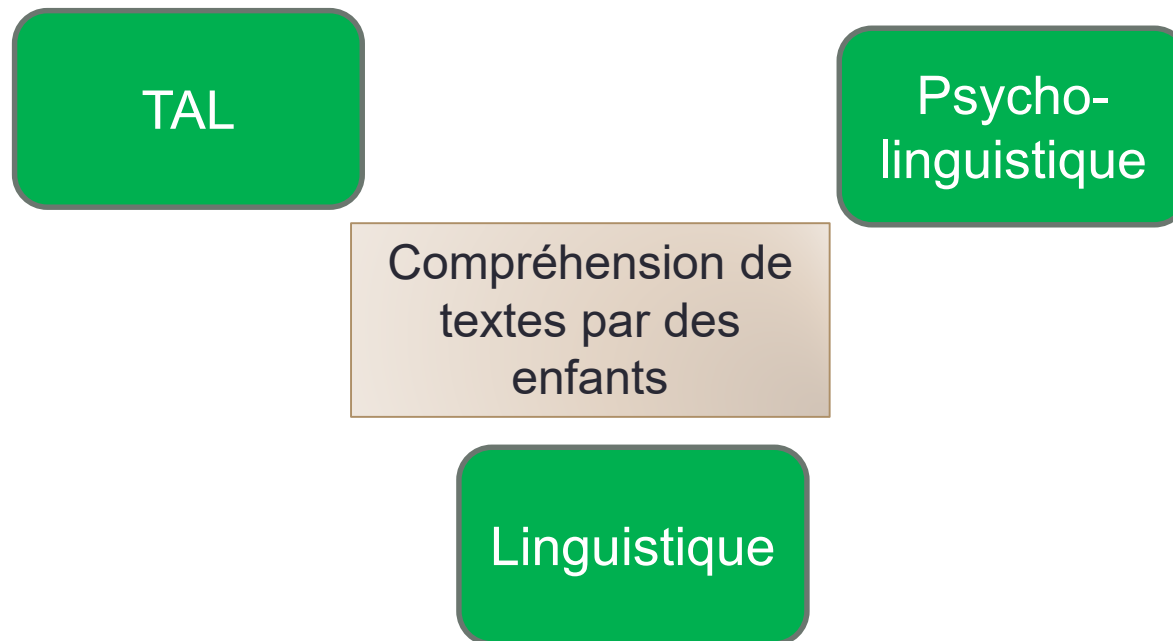 TAL
Psycho-
linguistique
Compréhension de
textes par des
enfants
Linguistique